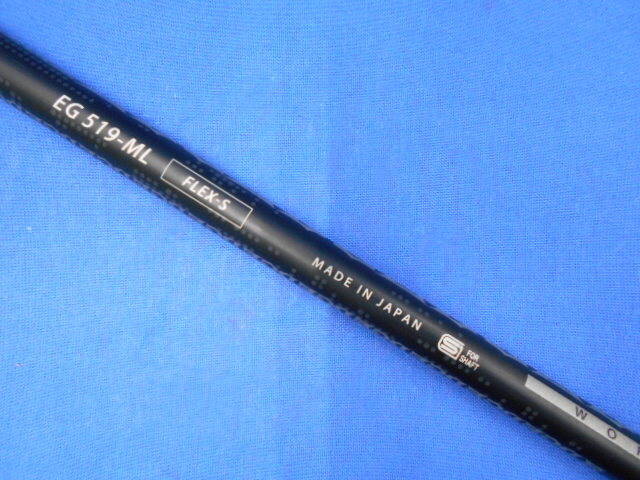 EG 519-ML FLEX-S
MADE IN JAPAN
S FOR SHAFT